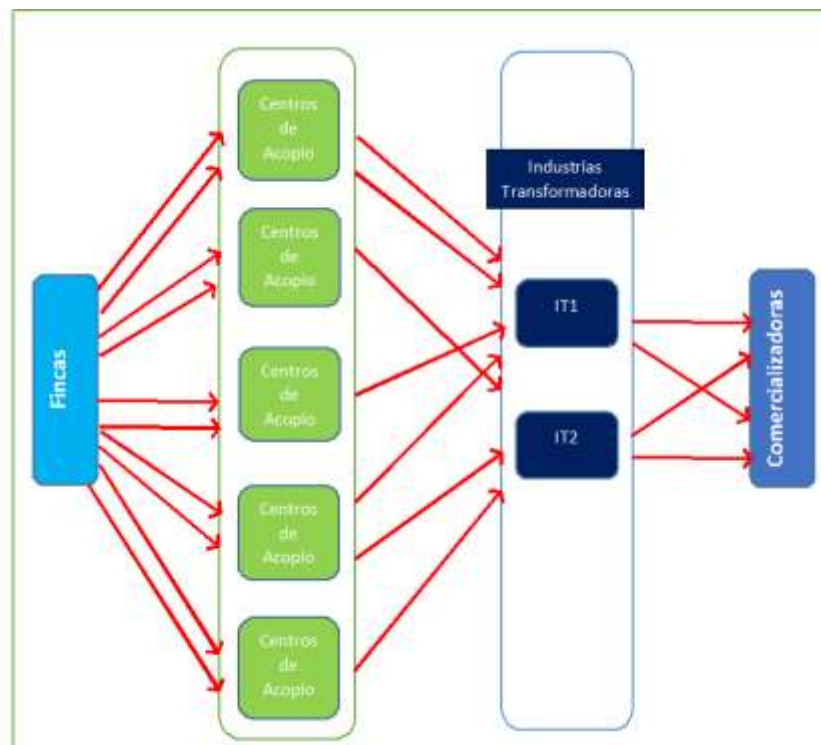 Fincas
Centros
de
Acopio
Centros
de
Acopio
Centros
de
Acopio
Centros
de
Acopio
Centros
de
Acopio
Industrias
Transformadoras
IT1
IT2
Comercializadoras